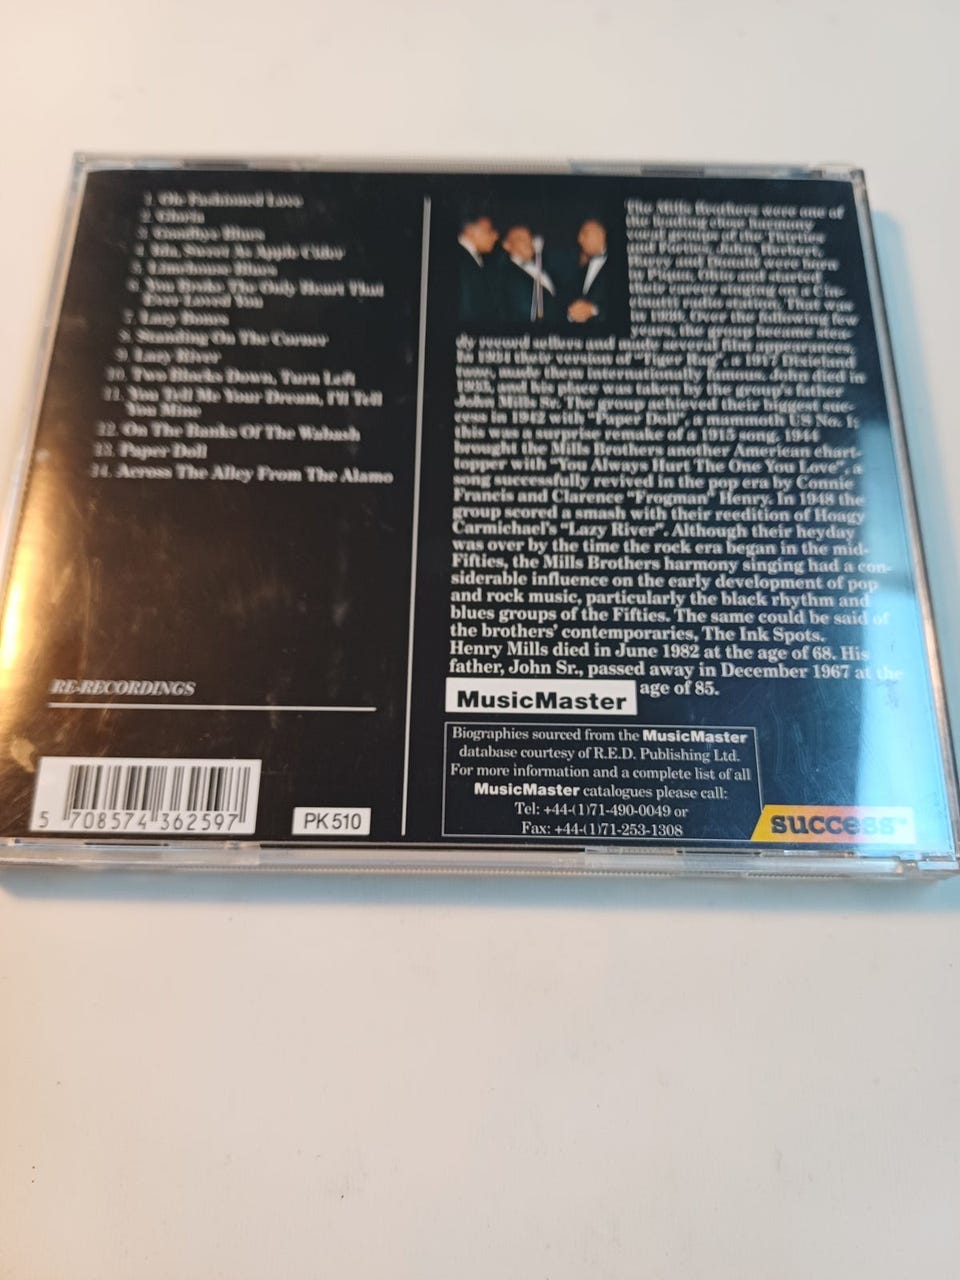 1. Ole Fashioned Love
2. Gloria
3. Goodbye Blues
4. Ida, Sweet As Apple Cider
5. Limehouse Blues
6. You Broke The Only Heart That
Ever Loved You
7. Lazy Bones
8. Standing On The Corner
9. Lazy River
10. Two Blocks Down, Turn Left
11. You Tell Me Your Dream, I'll Tell
You Mine
12. On The Banks Of The Wabash
13. Paper Doll
14. Across The Alley From The Alamo
RE-RECORDINGS
5 708574 362597
PK 510
The Mills Brothers were one of
the leading close harmony
vocal groups of the Thirties
and Forties. John, Herbert,
Harry and Donald were born
in Piqua, Ohio and started
their career singing on a Cin-
cinnati radio station. That was
in 1930. Over the following few
years, the group became stea-
dy record sellers and made several film appearances.
In 1931 their version of "Tiger Rag", a 1917 Dixieland
tune, made them internationally famous. John died in
1935, and his place was taken by the group's father
John Mills Sr. The group achieved their biggest suc-
cess in 1942 with "Paper Doll", a mammoth US No. 1;
this was a surprise remake of a 1915 song. 1944
brought the Mills Brothers another American chart-
topper with "You Always Hurt The One You Love", a
song successfully revived in the pop era by Connie
Francis and Clarence "Frogman" Henry. In 1948 the
group scored a smash with their reedition of Hoagy
Carmichael's "Lazy River". Although their heyday
was over by the time the rock era began in the mid-
Fifties, the Mills Brothers harmony singing had a con-
siderable influence on the early development of pop
and rock music, particularly the black rhythm and
blues groups of the Fifties. The same could be said of
the brothers' contemporaries, The Ink Spots.
Henry Mills died in June 1982 at the age of 68. His
father, John Sr., passed away in December 1967 at the
age of 85.
MusicMaster
Biographies sourced from the MusicMaster
database courtesy of R.E.D. Publishing Ltd.
For more information and a complete list of all
MusicMaster catalogues please call:
Tel: +44-(1)71-490-0049 or
Fax: +44-(1)71-253-1308
success™